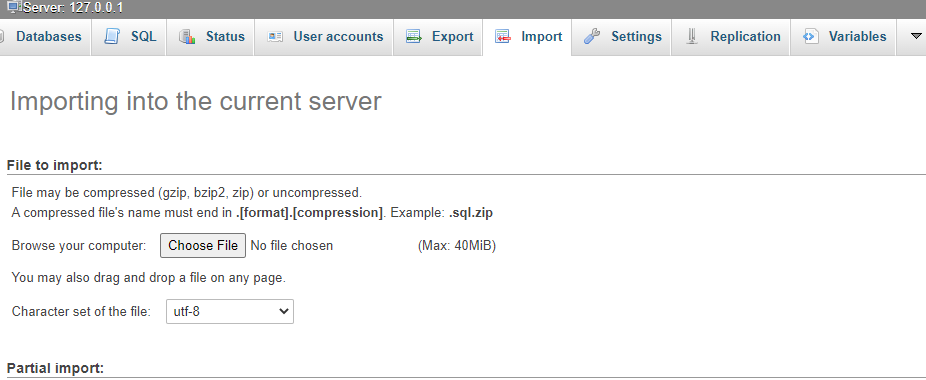 Server: 127.0.0.1
Databases SQL Status User accounts Export Import Settings Replication Variables
Importing into the current server
File to import:
File may be compressed (gzip, bzip2, zip) or uncompressed.
A compressed file's name must end in .[format].[compression]. Example: .sql.zip
Browse your computer: Choose File No file chosen (Max: 40MiB)
You may also drag and drop a file on any page.
Character set of the file: utf-8
Partial import: